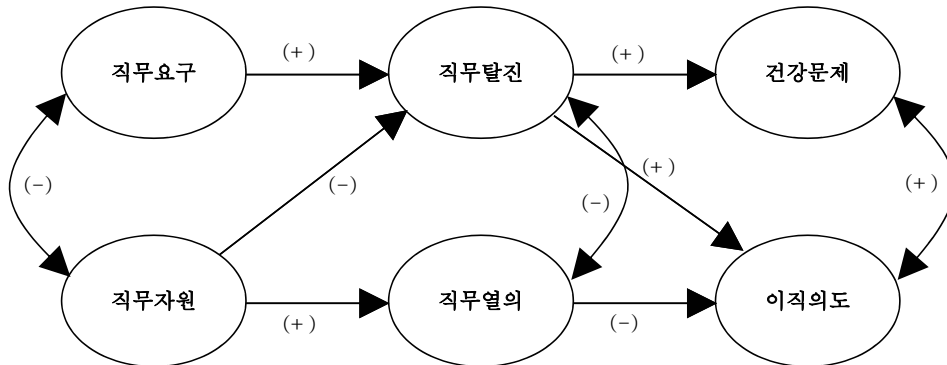 (+) (+)
직무요구 직무탈진 건강문제
(-) (-) (+) (-) (+)
직무자원 직무열의 이직의도
(+) (-)